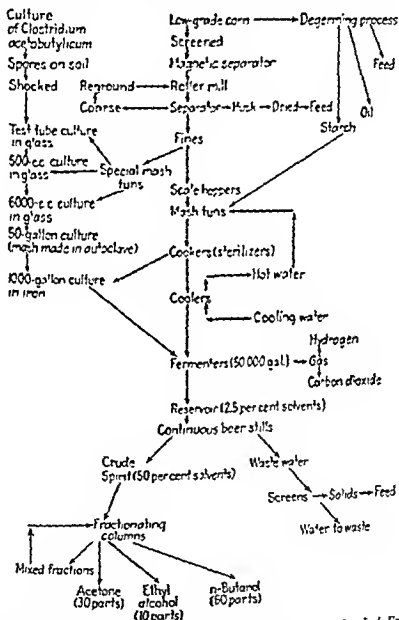 Culture
of Clostridium
acetobutylicum
Spores on soil
Shocked
Test tube culture
in glass
500-cc culture
in glass
6000-cc culture
in glass
50-gallon culture
(mash made in autoclave)
1000-gallon culture
in iron
Low-grade corn
Degerming process
Screened
Magnetic separator
Feed
Oil
Starch
Reground
Roller mill
Coarse
Separator
Husk
Dried
Feed
Fines
Special mash
tuns
Scale hoppers
Mash tuns
Cookers (sterilizers)
Hot water
Coolers
Cooling water
Fermenters (50 000 gal.)
Hydrogen
Gas
Carbon dioxide
Reservoir (2.5 per cent solvents)
Continuous beer stills
Crude
Spirit (50 per cent solvents)
Waste water
Screens
Solids
Feed
Water to waste
Fractionating
columns
Mixed fractions
Acetone
(30 parts)
Ethyl
alcohol
(10 parts)
n-Butanol
(60 parts)